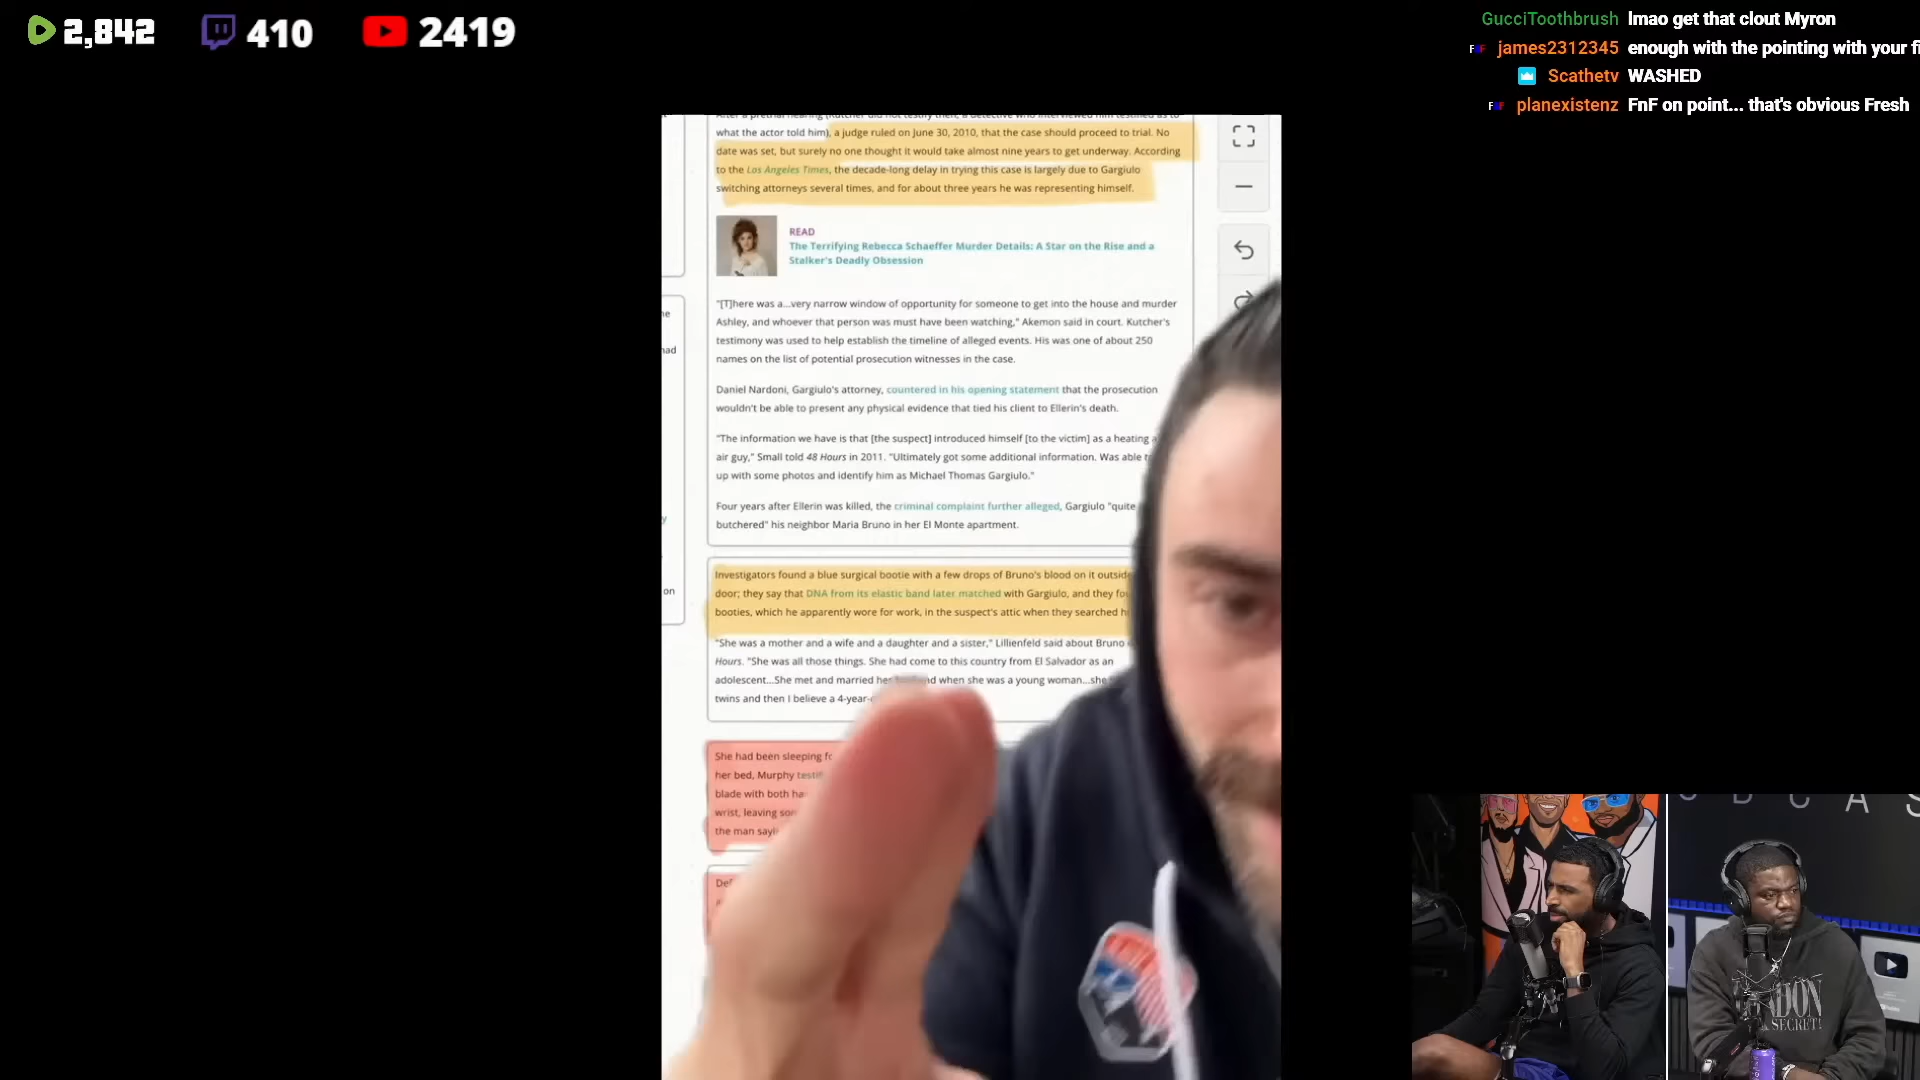 2,842
410
2419
GucciToothbrush lmao get that clout Myron
james2312345 enough with the pointing with your fi
Scathetv WASHED
planexistenz FnF on point... that's obvious Fresh
what the actor told him), a judge ruled on June 30, 2010, that the case should proceed to trial. No
date was set, but surely no one thought it would take almost nine years to get underway. According
to the Los Angeles Times, the decade-long delay in trying this case is largely due to Gargiulo
switching attorneys several times, and for about three years he was representing himself.
READ
The Terrifying Rebecca Schaeffer Murder Details: A Star on the Rise and a
Stalker's Deadly Obsession
"[T]here was a...very narrow window of opportunity for someone to get into the house and murder
Ashley, and whoever that person was must have been watching," Akemon said in court. Kutcher's
testimony was used to help establish the timeline of alleged events. His was one of about 250
names on the list of potential prosecution witnesses in the case.
Daniel Nardoni, Gargiulo's attorney, countered in his opening statement that the prosecution
wouldn't be able to present any physical evidence that tied his client to Ellerin's death.
"The information we have is that [the suspect] introduced himself [to the victim] as a heating a
air guy," Small told 48 Hours in 2011. "Ultimately got some additional information. Was able
up with some photos and identify him as Michael Thomas Gargiulo."
Four years after Ellerin was killed, the criminal complaint further alleged, Gargiulo "quite
butchered" his neighbor Maria Bruno in her El Monte apartment.
Investigators found a blue surgical bootie with a few drops of Bruno's blood on it outside
door; they say that DNA from its elastic band later matched with Gargiulo, and they fou
booties, which he apparently wore for work, in the suspect's attic when they searched h
"She was a mother and a wife and a daughter and a sister," Lillienfeld said about Bruno
Hours. "She was all those things. She had come to this country from El Salvador as an
adolescent...She met and married her when she was a young woman...she
twins and then I believe a 4-year-
She had been sleeping fo
her bed, Murphy testif
blade with both ha
wrist, leaving son
the man sayi
Def
had
on
SECRET!